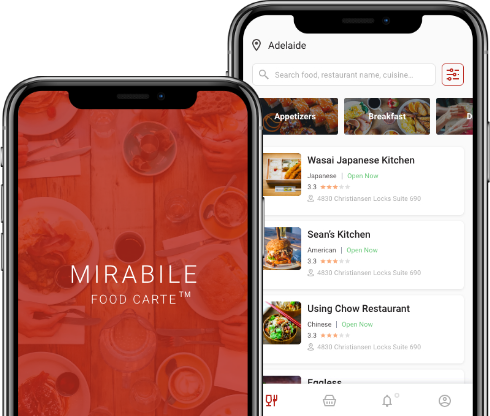 MIRABILE
FOOD CARTE™
Adelaide
Search food, restaurant name, cuisine...
Appetizers
Breakfast
D
Wasai Japanese Kitchen
Japanese | Open Now
3.3
4830 Christiansen Locks Suite 690
Sean's Kitchen
American | Open Now
3.3
4830 Christiansen Locks Suite 690
Using Chow Restaurant
Chinese | Open Now
3.3
4830 Christiansen Locks Suite 690
Eggless